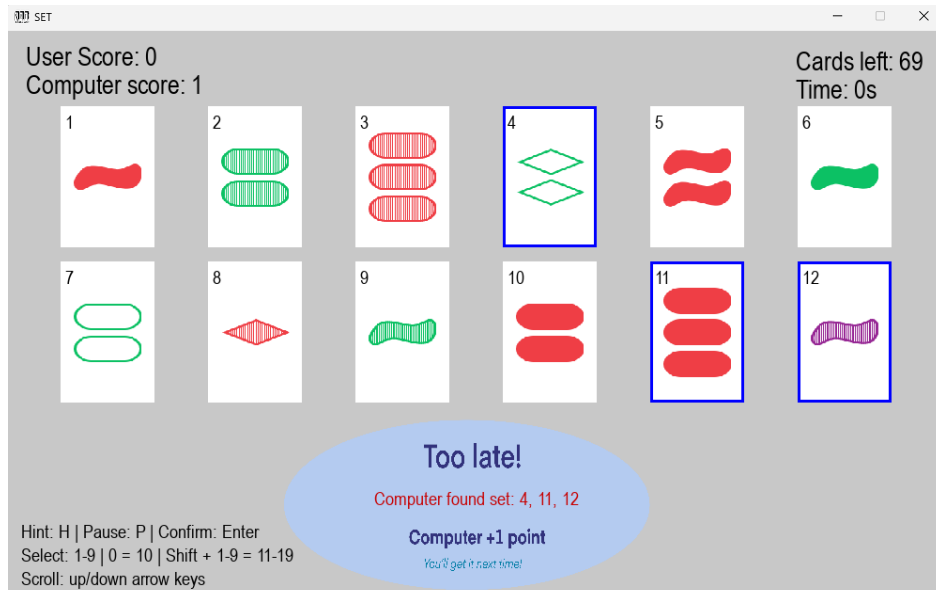 SET
User Score: 0
Computer score: 1
Cards left: 69
Time: 0s
1
2
3
4
5
6
7
8
9
10
11
12
Too late!
Computer found set: 4, 11, 12
Computer +1 point
You'll get it next time!
Hint: H | Pause: P | Confirm: Enter
Select: 1-9 | 0 = 10 | Shift + 1-9 = 11-19
Scroll: up/down arrow keys